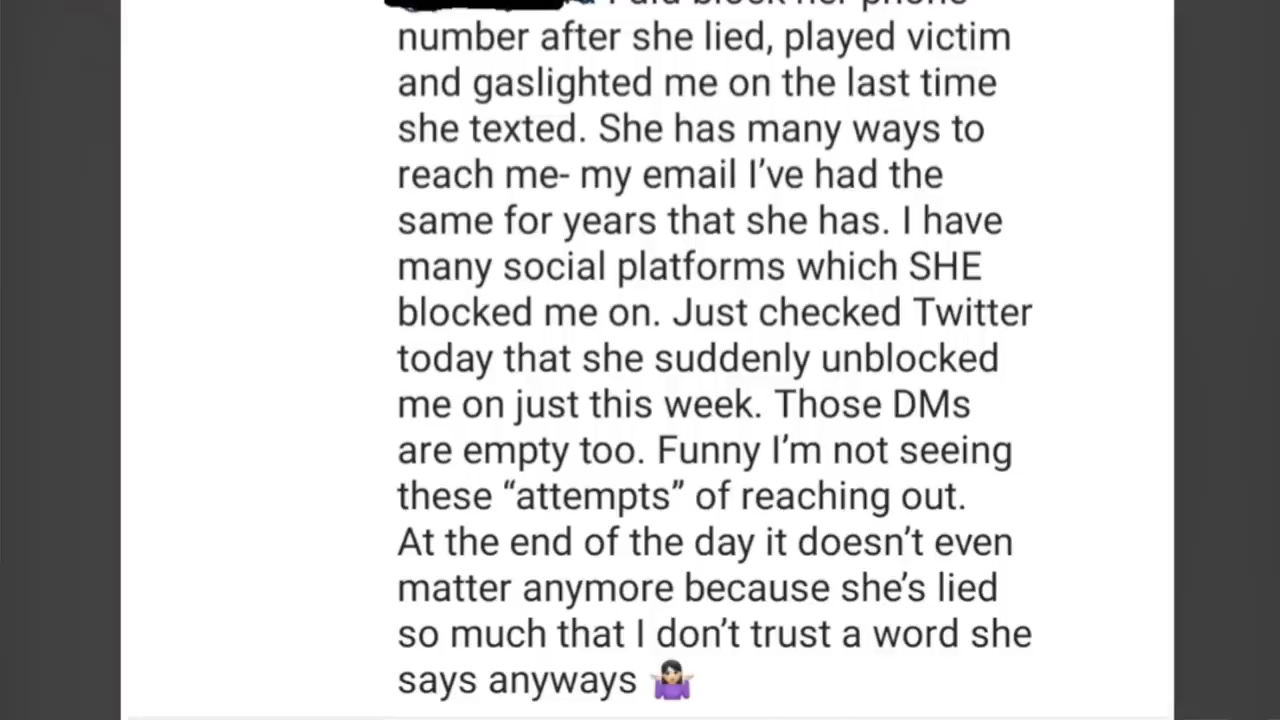 I did block her phone
number after she lied, played victim
and gaslighted me on the last time
she texted. She has many ways to
reach me- my email I’ve had the
same for years that she has. I have
many social platforms which SHE
blocked me on. Just checked Twitter
today that she suddenly unblocked
me on just this week. Those DMs
are empty too. Funny I’m not seeing
these “attempts” of reaching out.
At the end of the day it doesn’t even
matter anymore because she’s lied
so much that I don’t trust a word she
says anyways 🤷🏻‍♀️